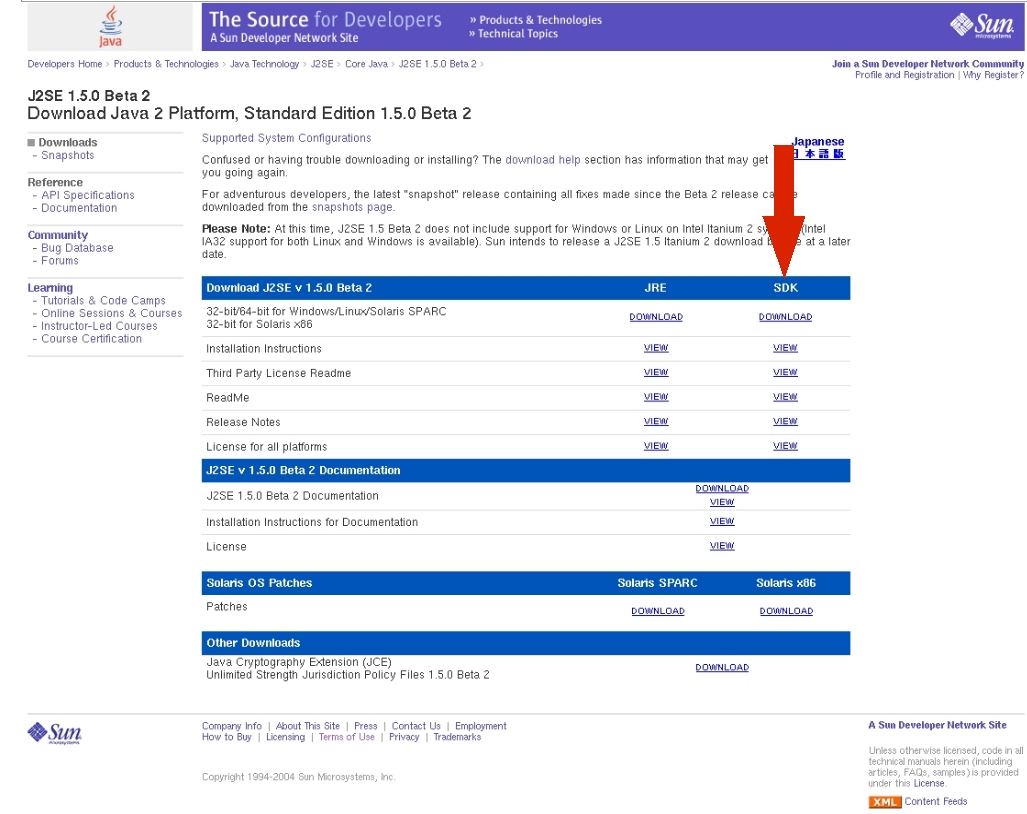 Java
The Source for Developers
A Sun Developer Network Site
» Products & Technologies
» Technical Topics
Sun
microsystems
Developers Home > Products & Technologies > Java Technology > J2SE > Core Java > J2SE 1.5.0 Beta 2 >
Join a Sun Developer Network Community
Profile and Registration | Why Register?
J2SE 1.5.0 Beta 2
Download Java 2 Platform, Standard Edition 1.5.0 Beta 2
Downloads
- Snapshots
Reference
- API Specifications
- Documentation
Community
- Bug Database
- Forums
Learning
- Tutorials & Code Camps
- Online Sessions & Courses
- Instructor-Led Courses
- Course Certification
Supported System Configurations
Japanese
本語版
Confused or having trouble downloading or installing? The download help section has information that may get
you going again.
For adventurous developers, the latest "snapshot" release containing all fixes made since the Beta 2 release
downloaded from the snapshots page.
Please Note: At this time, J2SE 1.5 Beta 2 does not include support for Windows or Linux on Intel Itanium 2 (Intel
IA32 support for both Linux and Windows is available). Sun intends to release a J2SE 1.5 Itanium 2 download at a later
date.
Download J2SE v 1.5.0 Beta 2 JRE SDK
32-bit/64-bit for Windows/Linux/Solaris SPARC
32-bit for Solaris x86
DOWNLOAD DOWNLOAD
Installation Instructions VIEW VIEW
Third Party License Readme VIEW VIEW
ReadMe VIEW VIEW
Release Notes VIEW VIEW
License for all platforms VIEW VIEW
J2SE v 1.5.0 Beta 2 Documentation
J2SE 1.5.0 Beta 2 Documentation
DOWNLOAD
VIEW
Installation Instructions for Documentation VIEW
License VIEW
Solaris OS Patches Solaris SPARC Solaris x86
Patches DOWNLOAD DOWNLOAD
Other Downloads
Java Cryptography Extension (JCE)
Unlimited Strength Jurisdiction Policy Files 1.5.0 Beta 2
DOWNLOAD
Sun
microsystems
Company Info | About This Site | Press | Contact Us | Employment
How to Buy | Licensing | Terms of Use | Privacy | Trademarks
Copyright 1994-2004 Sun Microsystems, Inc.
A Sun Developer Network Site
Unless otherwise licensed, code in all
technical manuals herein (including
articles, FAQs, samples) is provided
under this License.
XML Content Feeds